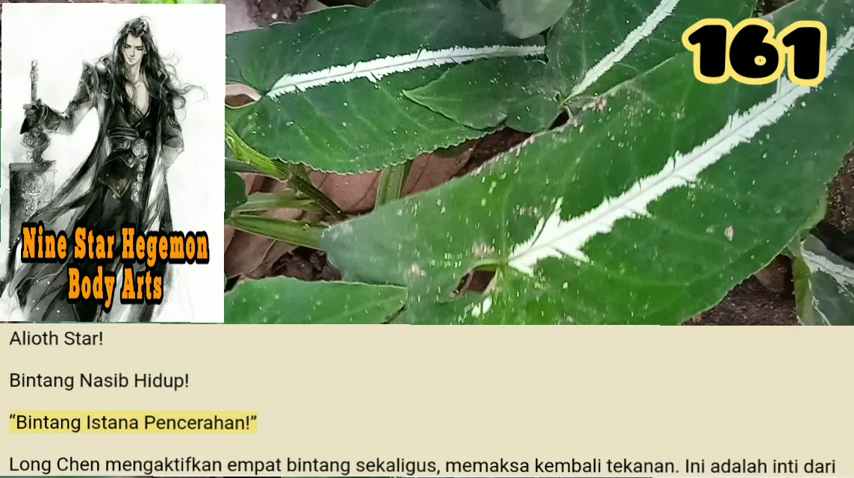 161
Nine Star Hegemon
Body Arts
Alioth Star!
Bintang Nasib Hidup!
“Bintang Istana Pencerahan!”
Long Chen mengaktifkan empat bintang sekaligus, memaksa kembali tekanan. Ini adalah inti dari